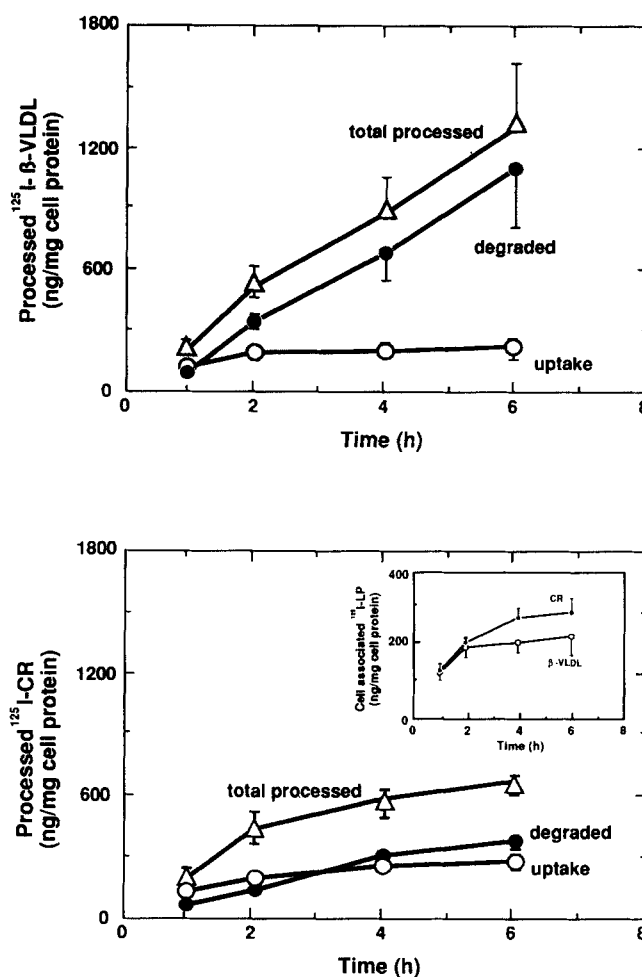 1800
1200
600
0
Processed ¹²⁵I-ß-VLDL
(ng/mg cell protein)
total processed
degraded
uptake
0 2 4 6 8
Time (h)
1800
1200
600
0
Processed ¹²⁵I-CR
(ng/mg cell protein)
400
200
0
Cell associated ¹²⁵I-LP
(ng/mg cell protein)
CR
β-VLDL
0 2 4 6 8
Time (h)
total processed
degraded
uptake
0 2 4 6 8
Time (h)